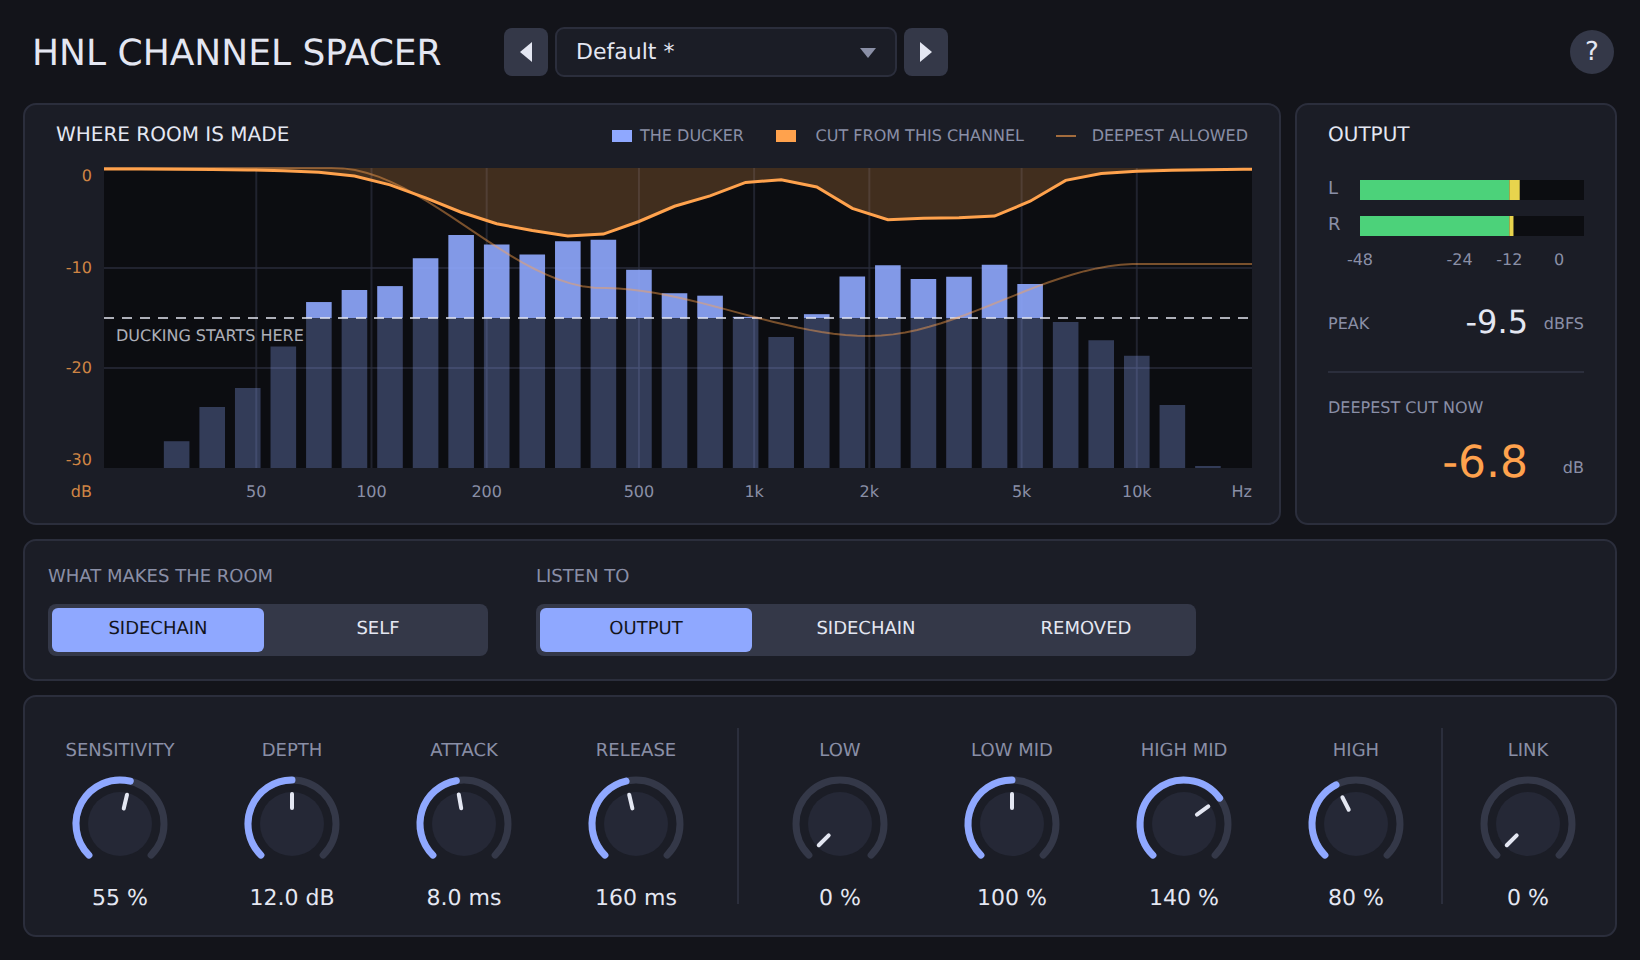 HNL CHANNEL SPACER
Default *
?
WHERE ROOM IS MADE
THE DUCKER
CUT FROM THIS CHANNEL
DEEPEST ALLOWED
0
-10
DUCKING STARTS HERE
-20
-30
dB
50
100
200
500
1k
2k
5k
10k
Hz
OUTPUT
L
R
-48
-24
-12
0
PEAK
-9.5
dBFS
DEEPEST CUT NOW
-6.8
dB
WHAT MAKES THE ROOM
SIDECHAIN
SELF
LISTEN TO
OUTPUT
SIDECHAIN
REMOVED
SENSITIVITY
DEPTH
ATTACK
RELEASE
LOW
LOW MID
HIGH MID
HIGH
LINK
55 %
12.0 dB
8.0 ms
160 ms
0 %
100 %
140 %
80 %
0 %